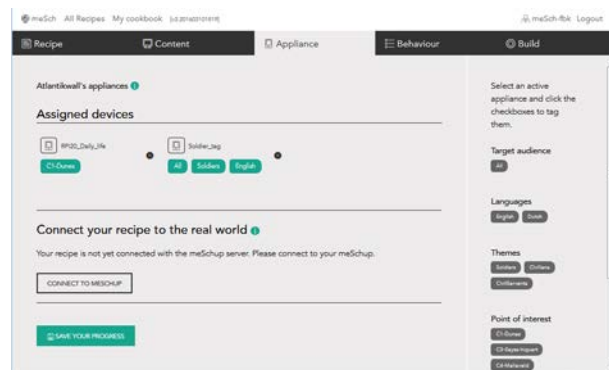 meSch All Recipes My cookbook
meSch-fbk Logout
Recipe Content Appliance Behaviour Build
Atlantikwall's appliances
Assigned devices
RPi20_Daily_life Soldier_tag
C1-Dunes All Soldiers English
Connect your recipe to the real world
Your recipe is not yet connected with the meSchup server. Please connect to your meSchup.
CONNECT TO MESCHUP
SAVE YOUR PROGRESS
Select an active
appliance and click the
checkboxes to tag
them.
Target audience
All
Languages
English Dutch
Themes
Soldiers Civilians
Point of interest
C1-Dunes